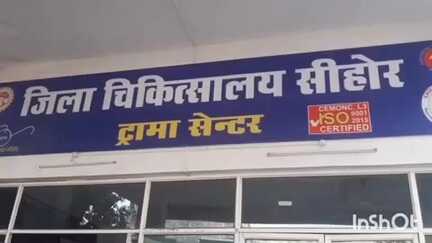 जिला चिकित्सालय सीहोर
ट्रामा सेन्टर
CEMONC L3
ISO 9001
2015
CERTIFIED
InShOt